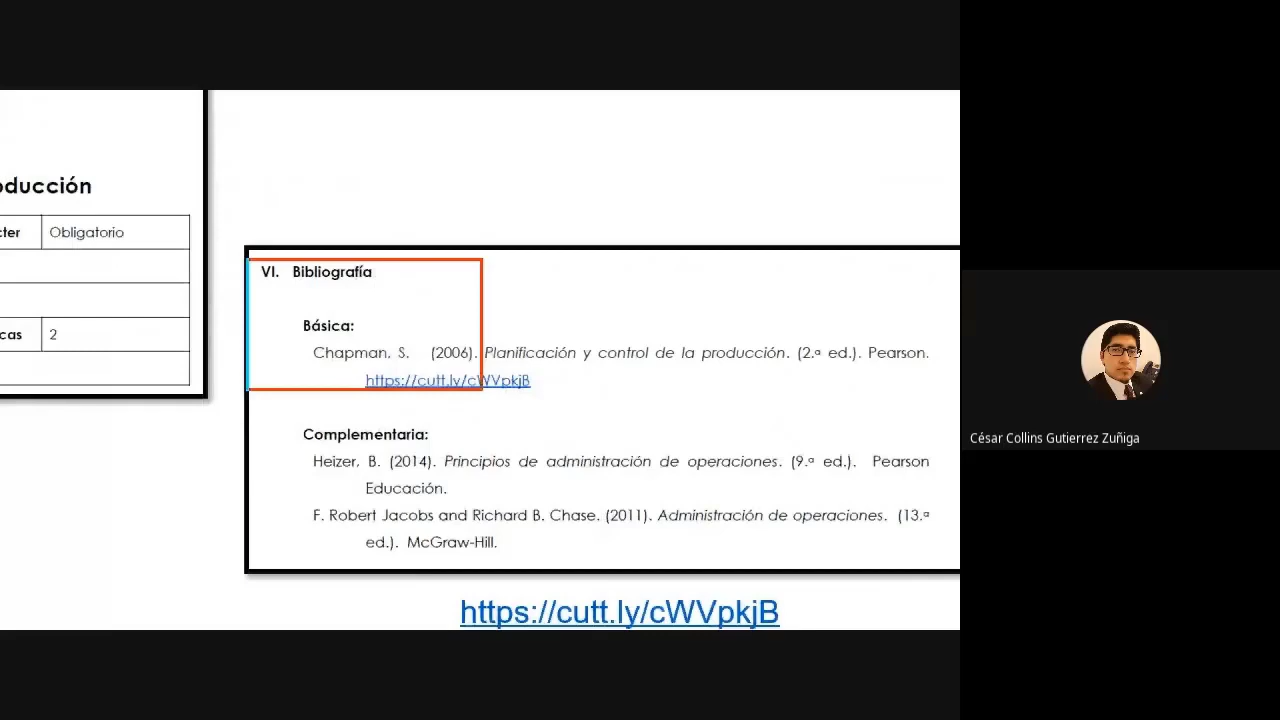 oducción
cter Obligatorio
cas 2
VI. Bibliografía
Básica:
Chapman, S. (2006). Planificación y control de la producción. (2.ª ed.). Pearson.
https://cutt.ly/cWVpkjB
Complementaria:
Heizer, B. (2014). Principios de administración de operaciones. (9.ª ed.). Pearson
Educación.
F. Robert Jacobs and Richard B. Chase. (2011). Administración de operaciones. (13.ª
ed.). McGraw-Hill.
https://cutt.ly/cWVpkjB
César Collins Gutierrez Zuñiga